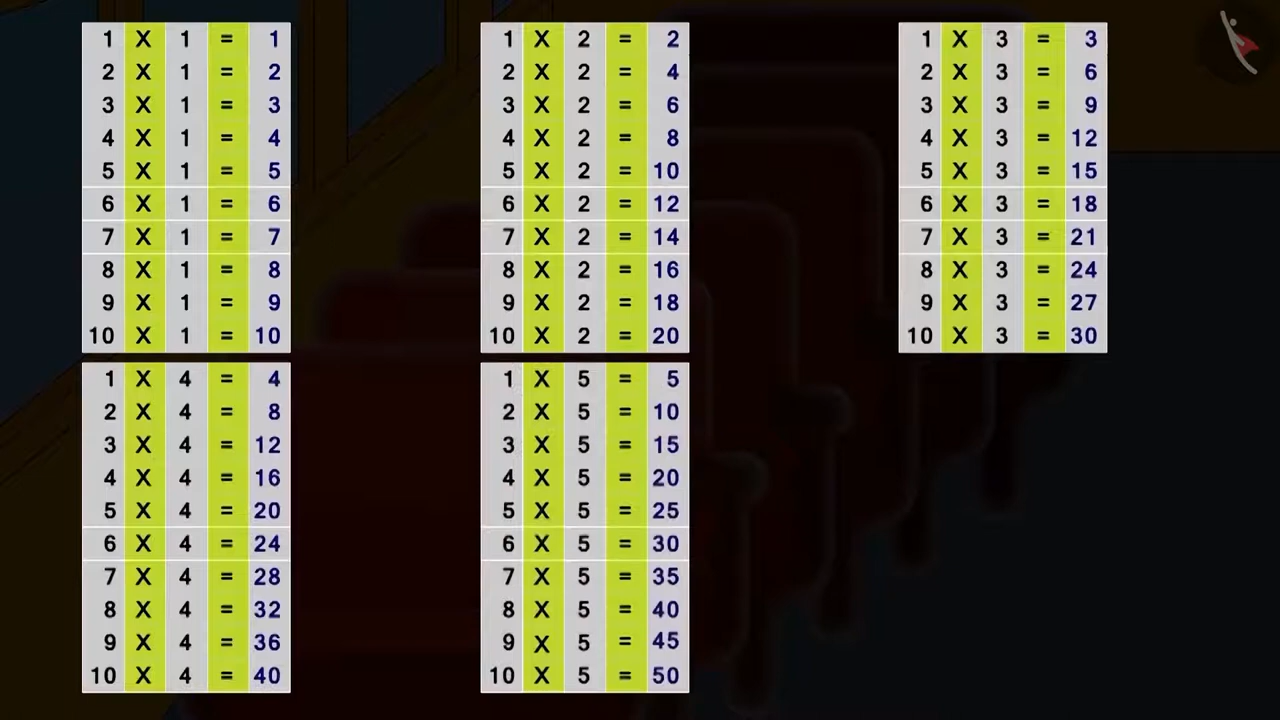 1 X 1 = 1
2 X 1 = 2
3 X 1 = 3
4 X 1 = 4
5 X 1 = 5
6 X 1 = 6
7 X 1 = 7
8 X 1 = 8
9 X 1 = 9
10 X 1 = 10
1 X 2 = 2
2 X 2 = 4
3 X 2 = 6
4 X 2 = 8
5 X 2 = 10
6 X 2 = 12
7 X 2 = 14
8 X 2 = 16
9 X 2 = 18
10 X 2 = 20
1 X 3 = 3
2 X 3 = 6
3 X 3 = 9
4 X 3 = 12
5 X 3 = 15
6 X 3 = 18
7 X 3 = 21
8 X 3 = 24
9 X 3 = 27
10 X 3 = 30
1 X 4 = 4
2 X 4 = 8
3 X 4 = 12
4 X 4 = 16
5 X 4 = 20
6 X 4 = 24
7 X 4 = 28
8 X 4 = 32
9 X 4 = 36
10 X 4 = 40
1 X 5 = 5
2 X 5 = 10
3 X 5 = 15
4 X 5 = 20
5 X 5 = 25
6 X 5 = 30
7 X 5 = 35
8 X 5 = 40
9 X 5 = 45
10 X 5 = 50